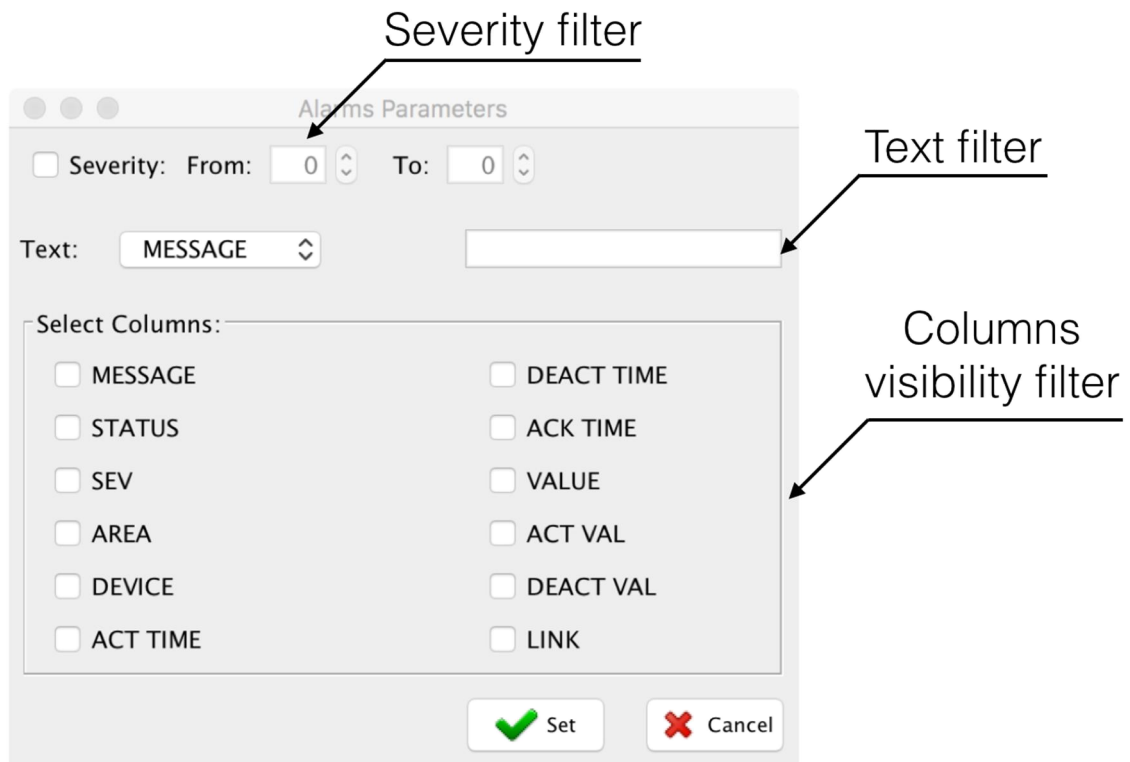 Severity filter
Alarms Parameters
Severity: From: 0 To: 0
Text filter
Text: MESSAGE
Select Columns:
Columns
visibility filter
MESSAGE DEACT TIME
STATUS ACK TIME
SEV VALUE
AREA ACT VAL
DEVICE DEACT VAL
ACT TIME LINK
Set Cancel